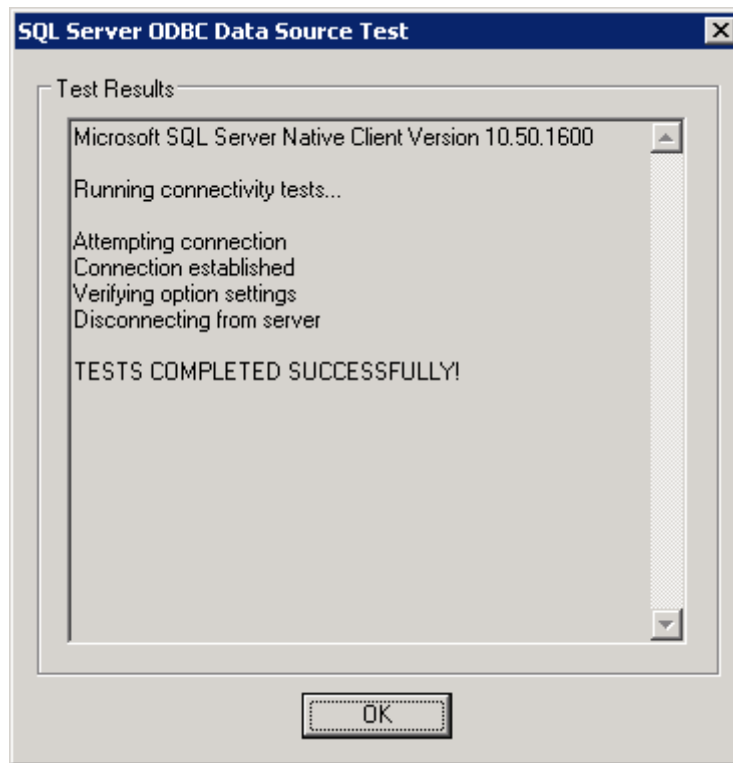 SQL Server ODBC Data Source Test
Test Results
Microsoft SQL Server Native Client Version 10.50.1600
Running connectivity tests...
Attempting connection
Connection established
Verifying option settings
Disconnecting from server
TESTS COMPLETED SUCCESSFULLY!
OK